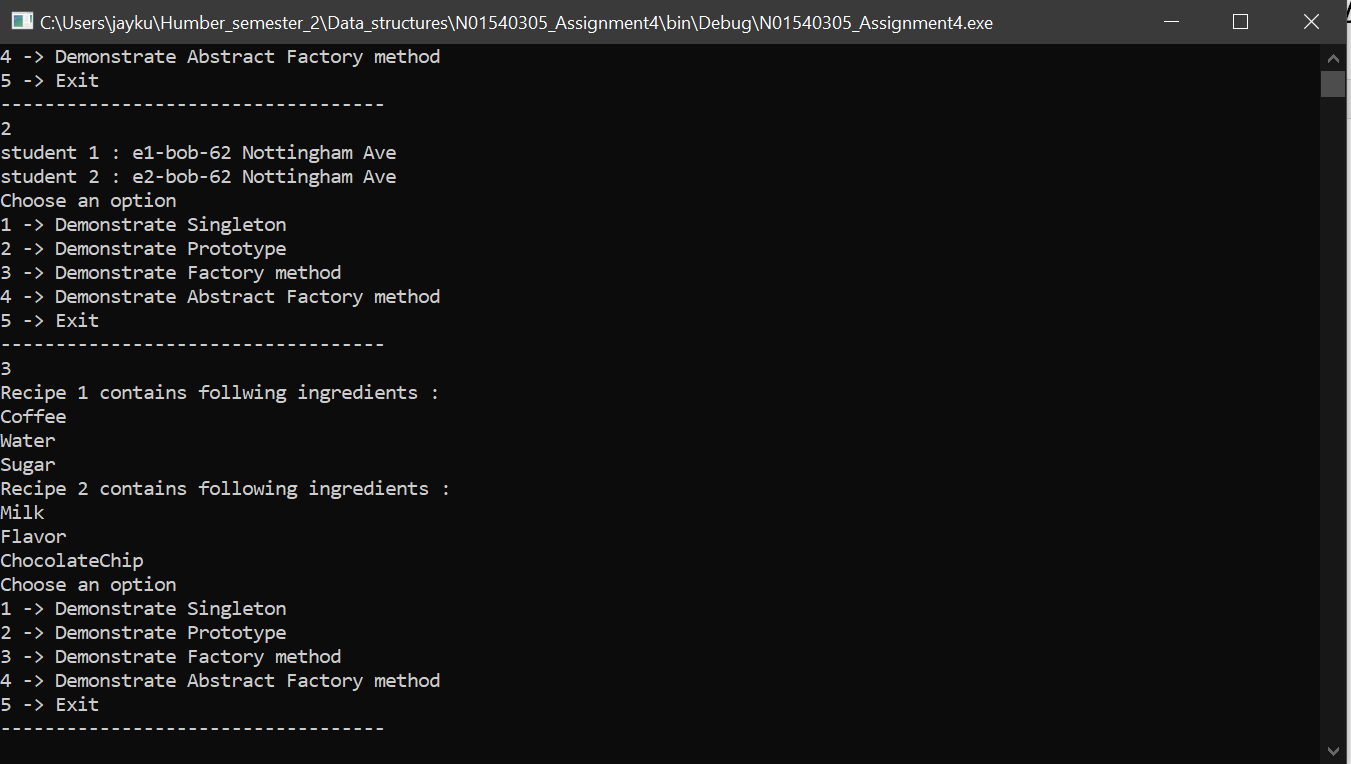 C:\Users\jayku\Humber_semester_2\Data_structures\N01540305_Assignment4\bin\Debug\N01540305_Assignment4.exe
4 -> Demonstrate Abstract Factory method
5 -> Exit
-----------------------------------
2
student 1 : e1-bob-62 Nottingham Ave
student 2 : e2-bob-62 Nottingham Ave
Choose an option
1 -> Demonstrate Singleton
2 -> Demonstrate Prototype
3 -> Demonstrate Factory method
4 -> Demonstrate Abstract Factory method
5 -> Exit
-----------------------------------
3
Recipe 1 contains follwing ingredients :
Coffee
Water
Sugar
Recipe 2 contains following ingredients :
Milk
Flavor
ChocolateChip
Choose an option
1 -> Demonstrate Singleton
2 -> Demonstrate Prototype
3 -> Demonstrate Factory method
4 -> Demonstrate Abstract Factory method
5 -> Exit
-----------------------------------